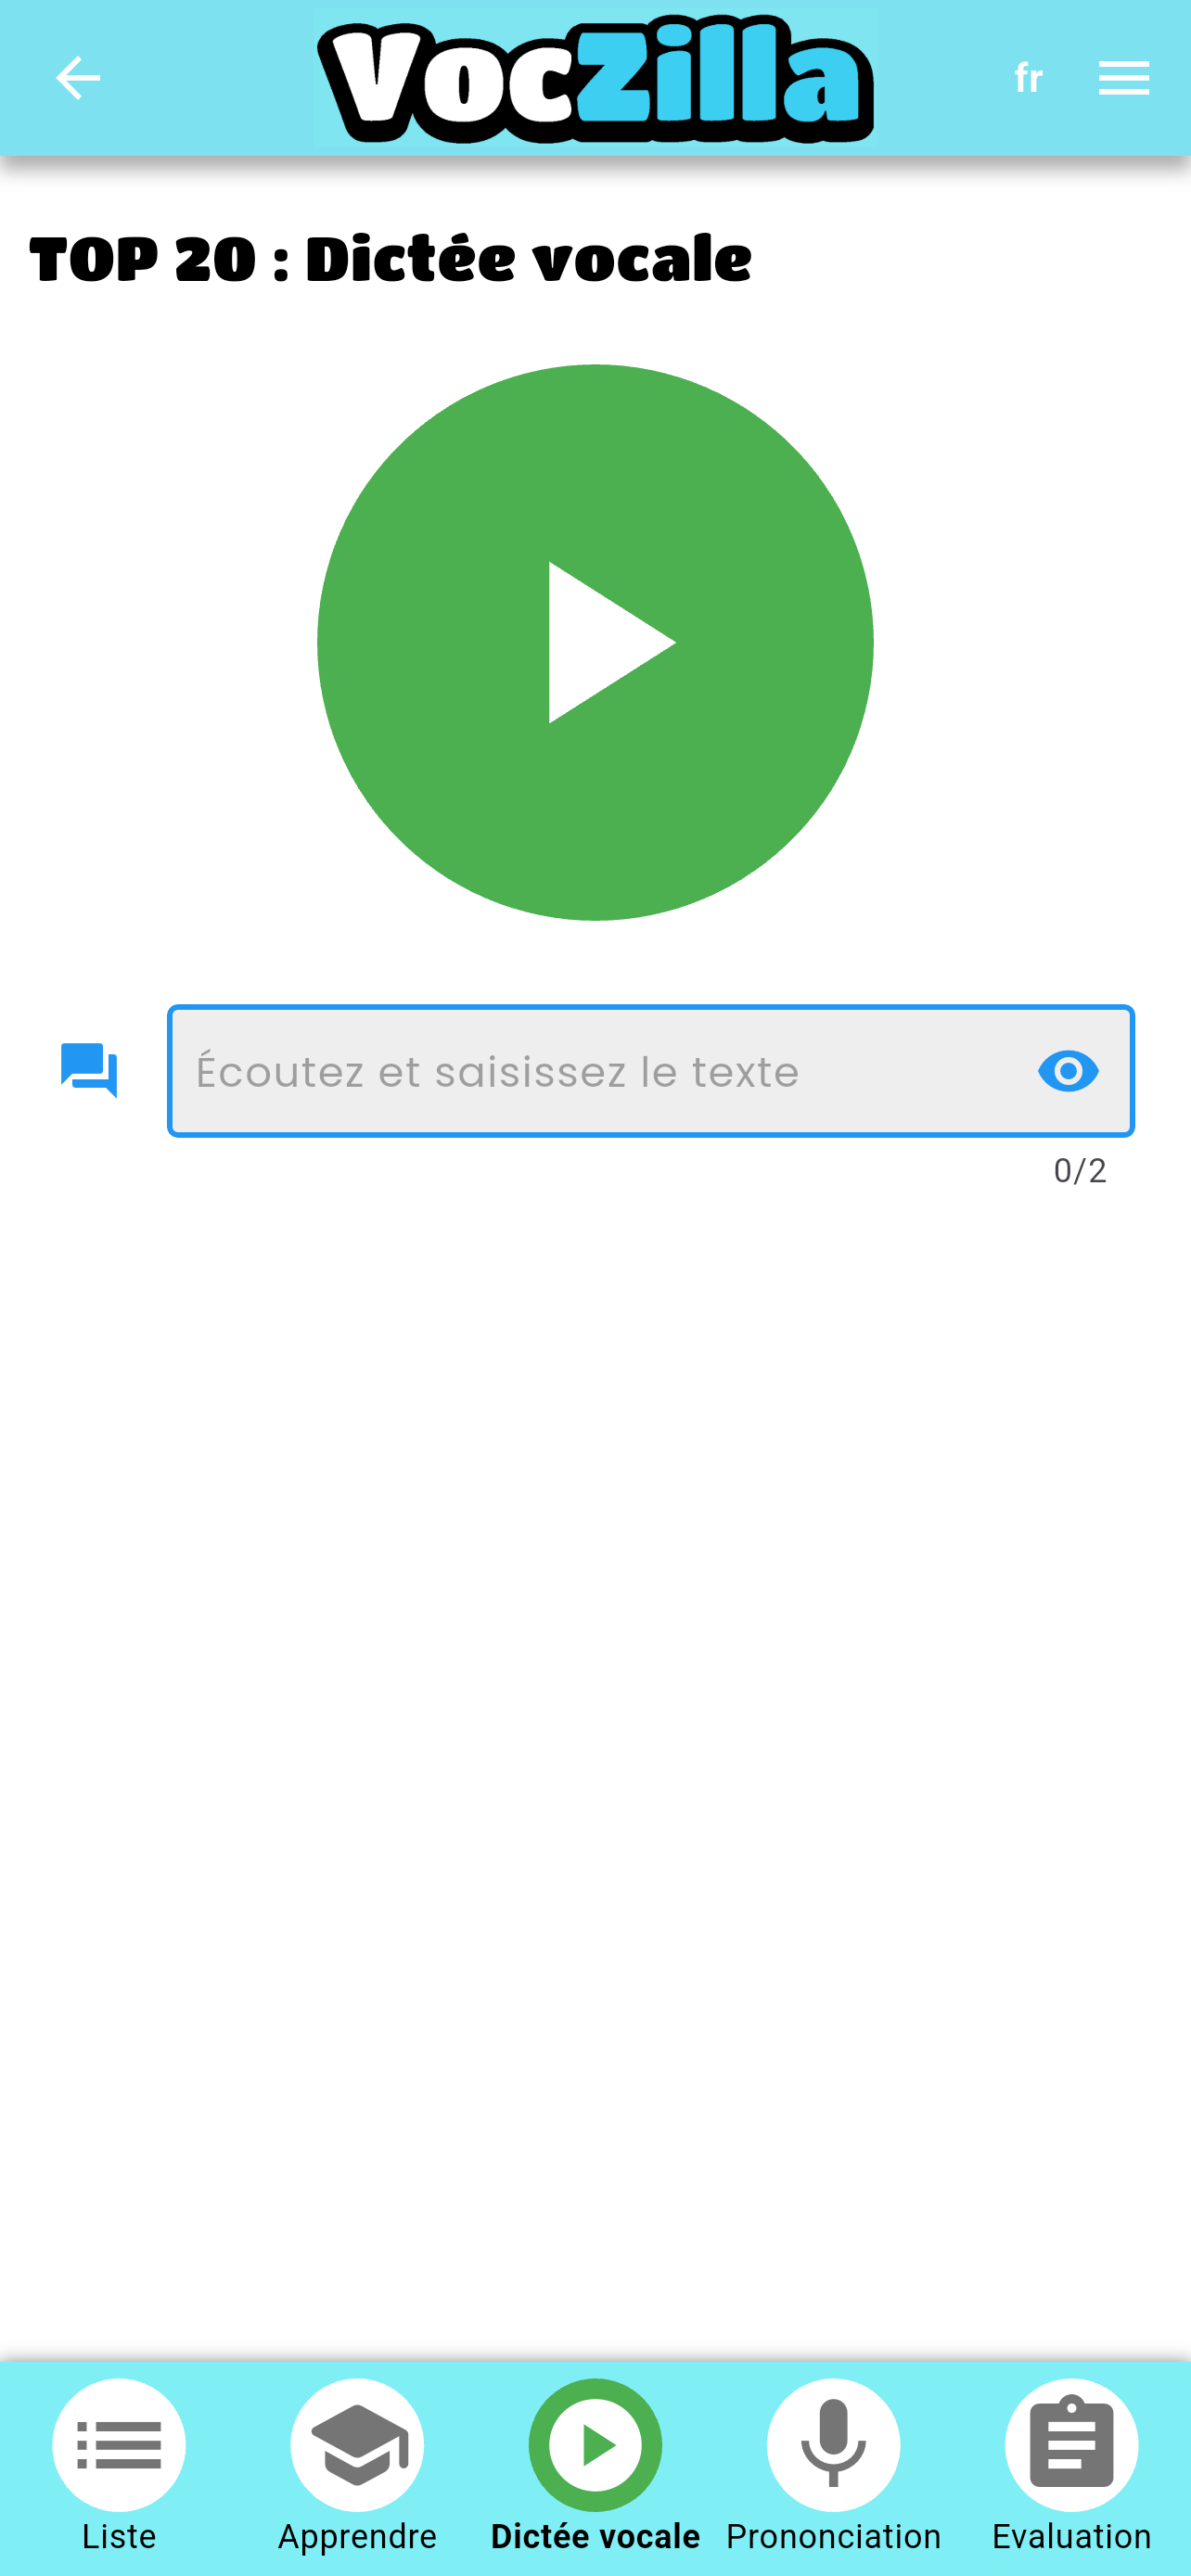 VocZilla
fr
TOP 20 : Dictée vocale
Écoutez et saisissez le texte
0/2
Liste
Apprendre
Dictée vocale
Prononciation
Evaluation